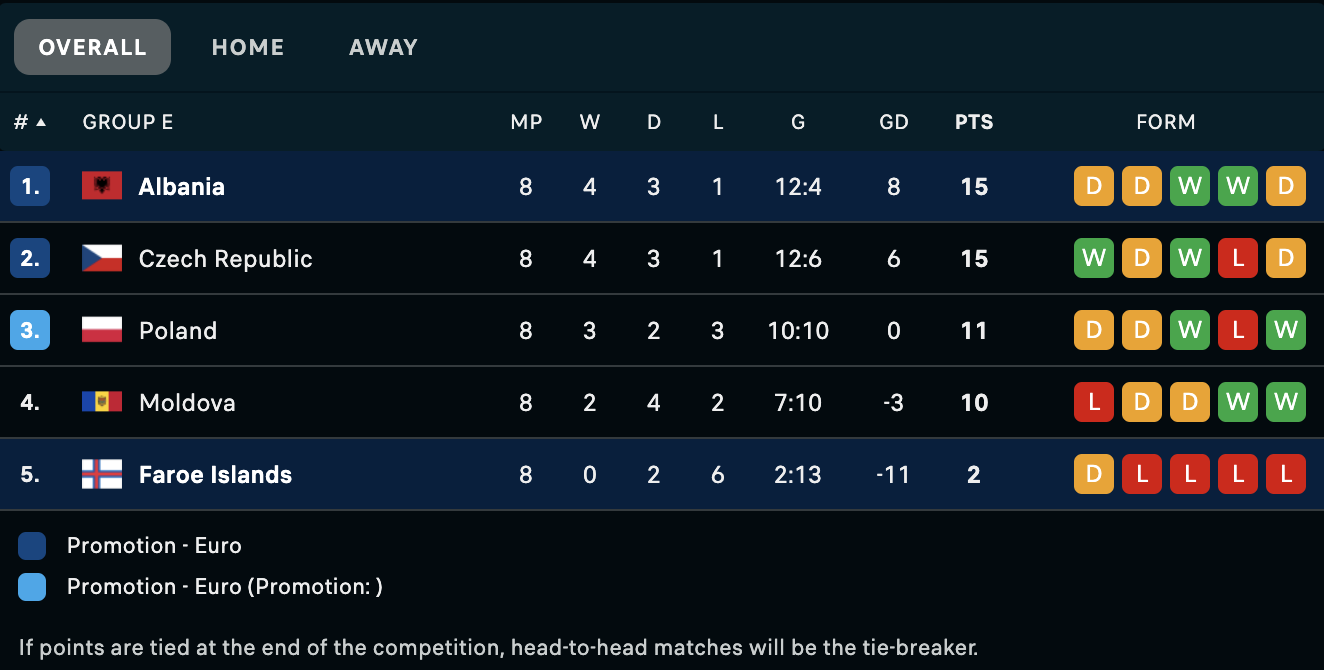 OVERALL HOME AWAY
# ▲ GROUP E MP W D L G GD PTS FORM
1. Albania 8 4 3 1 12:4 8 15 D D W W D
2. Czech Republic 8 4 3 1 12:6 6 15 W D W L D
3. Poland 8 3 2 3 10:10 0 11 D D W L W
4. Moldova 8 2 4 2 7:10 -3 10 L D D W W
5. Faroe Islands 8 0 2 6 2:13 -11 2 D L L L L
Promotion - Euro
Promotion - Euro (Promotion: )
If points are tied at the end of the competition, head-to-head matches will be the tie-breaker.